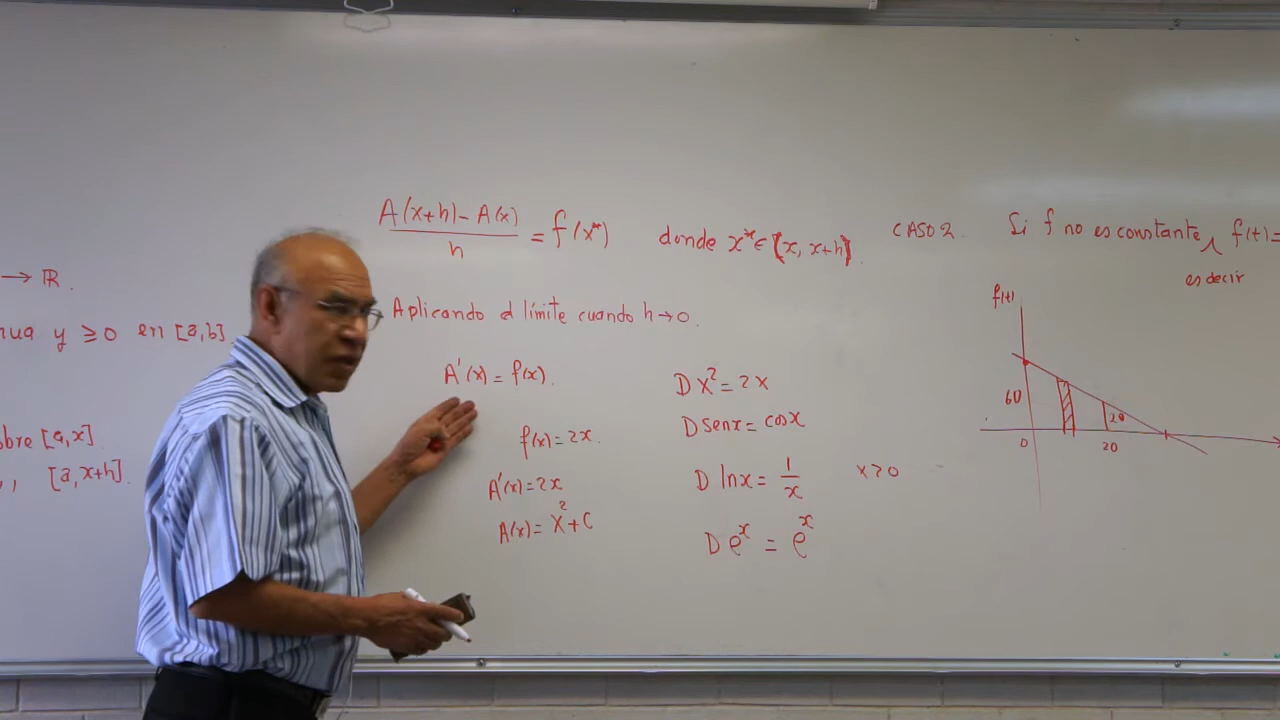 → ℝ.
nua y ≥ 0 en [a,b].
obre [a,x].
[a, x+h].
A(x+h) - A(x) / h = f(x*) donde x* ∈ [x, x+h].
Aplicando el límite cuando h→0.
A'(x) = f(x).
f(x) = 2x.
A'(x) = 2x
A(x) = x² + C
D x² = 2x
D sen x = cos x
D ln x = 1/x x>0
D eˣ = eˣ
CASO 2. Si f no es constante, f(t)=
es decir
f(t)
60
20
0
20